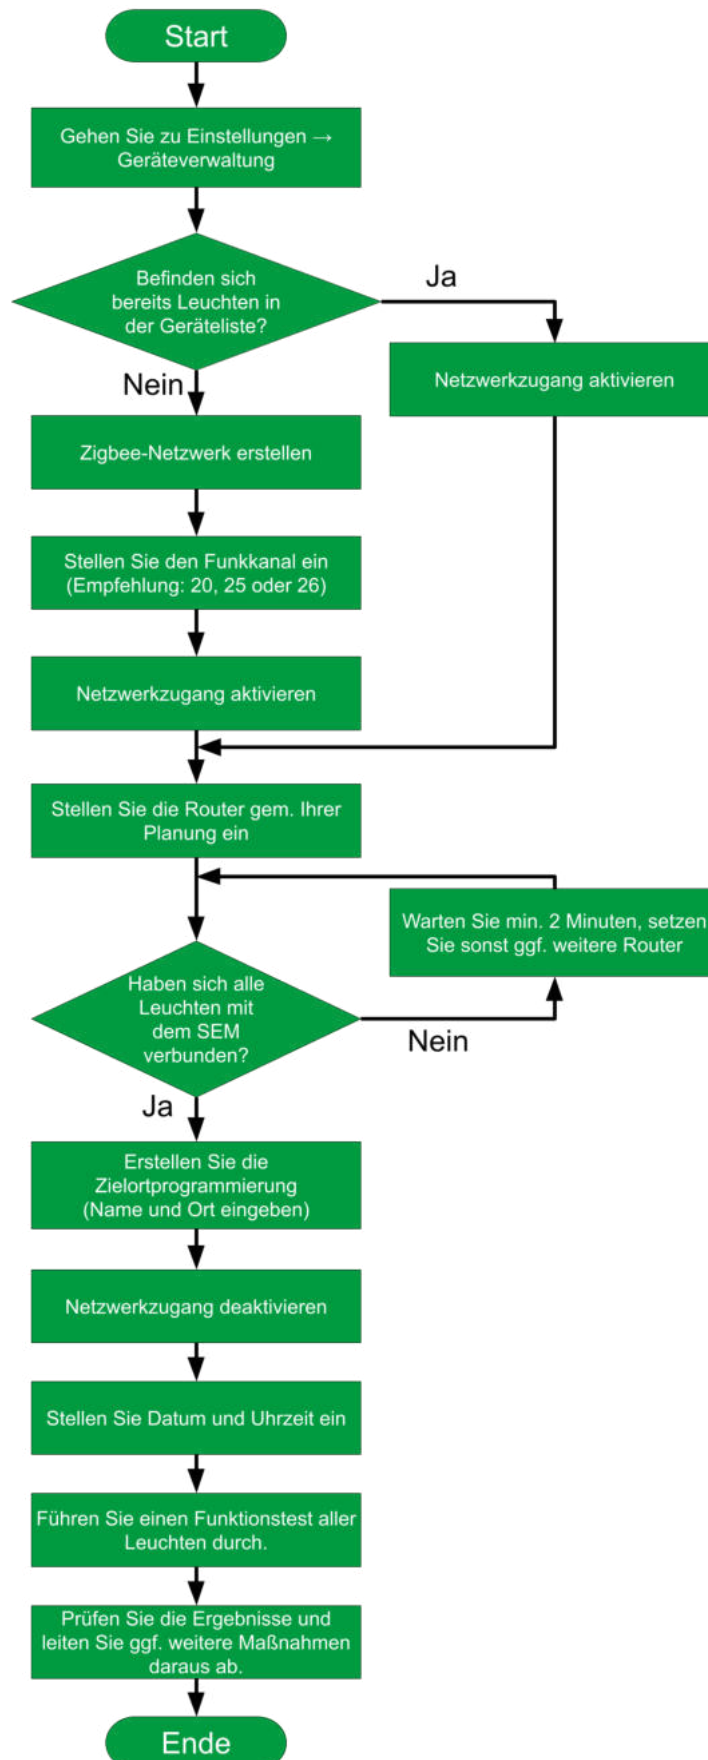 Start
Gehen Sie zu Einstellungen →
Geräteverwaltung
Befinden sich
bereits Leuchten in
der Geräteliste?
Ja
Netzwerkzugang aktivieren
Nein
Zigbee-Netzwerk erstellen
Stellen Sie den Funkkanal ein
(Empfehlung: 20, 25 oder 26)
Netzwerkzugang aktivieren
Stellen Sie die Router gem. Ihrer
Planung ein
Warten Sie min. 2 Minuten, setzen
Sie sonst ggf. weitere Router
Haben sich alle
Leuchten mit
dem SEM
verbunden?
Nein
Ja
Erstellen Sie die
Zielortprogrammierung
(Name und Ort eingeben)
Netzwerkzugang deaktivieren
Stellen Sie Datum und Uhrzeit ein
Führen Sie einen Funktionstest aller
Leuchten durch.
Prüfen Sie die Ergebnisse und
leiten Sie ggf. weitere Maßnahmen
daraus ab.
Ende